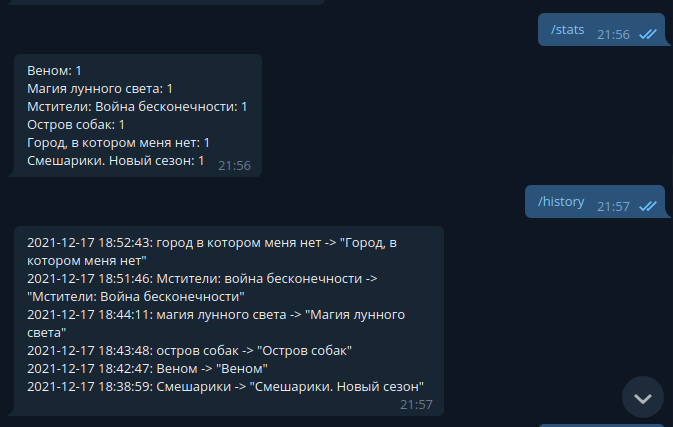 /stats 21:56
Веном: 1
Магия лунного света: 1
Мстители: Война бесконечности: 1
Остров собак: 1
Город, в котором меня нет: 1
Смешарики. Новый сезон: 1 21:56
/history 21:57
2021-12-17 18:52:43: город в котором меня нет -> "Город, в
котором меня нет"
2021-12-17 18:51:46: Мстители: война бесконечности ->
"Мстители: Война бесконечности"
2021-12-17 18:44:11: магия лунного света -> "Магия лунного
света"
2021-12-17 18:43:48: остров собак -> "Остров собак"
2021-12-17 18:42:47: Веном -> "Веном"
2021-12-17 18:38:59: Смешарики -> "Смешарики. Новый сезон"
21:57